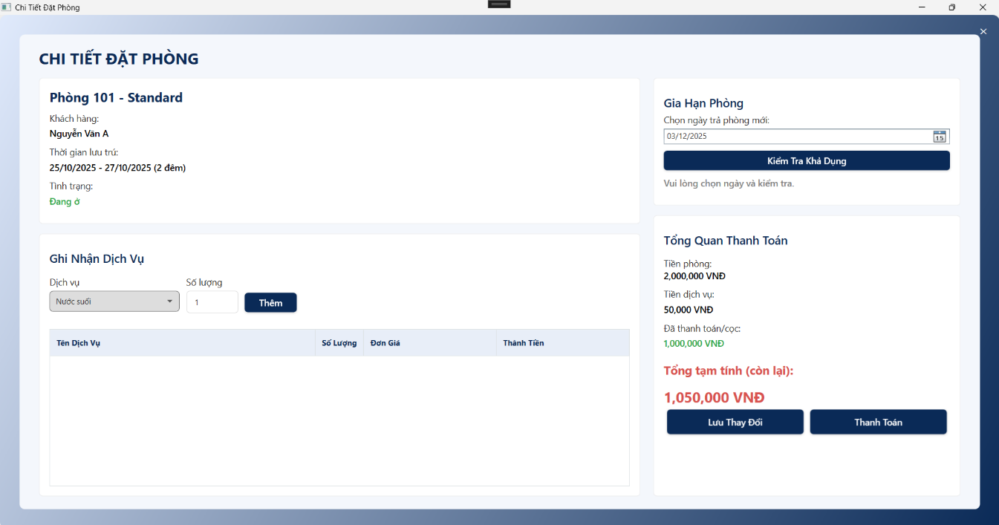 Chi Tiết Đặt Phòng
CHI TIẾT ĐẶT PHÒNG
Phòng 101 - Standard
Khách hàng:
Nguyễn Văn A
Thời gian lưu trú:
25/10/2025 - 27/10/2025 (2 đêm)
Tình trạng:
Đang ở
Ghi Nhận Dịch Vụ
Dịch vụ Số lượng
Nước suối 1 Thêm
Tên Dịch Vụ Số Lượng Đơn Giá Thành Tiền
Gia Hạn Phòng
Chọn ngày trả phòng mới:
03/12/2025 15
Kiểm Tra Khả Dụng
Vui lòng chọn ngày và kiểm tra.
Tổng Quan Thanh Toán
Tiền phòng:
2,000,000 VNĐ
Tiền dịch vụ:
50,000 VNĐ
Đã thanh toán/cọc:
1,000,000 VNĐ
Tổng tạm tính (còn lại):
1,050,000 VNĐ
Lưu Thay Đổi Thanh Toán